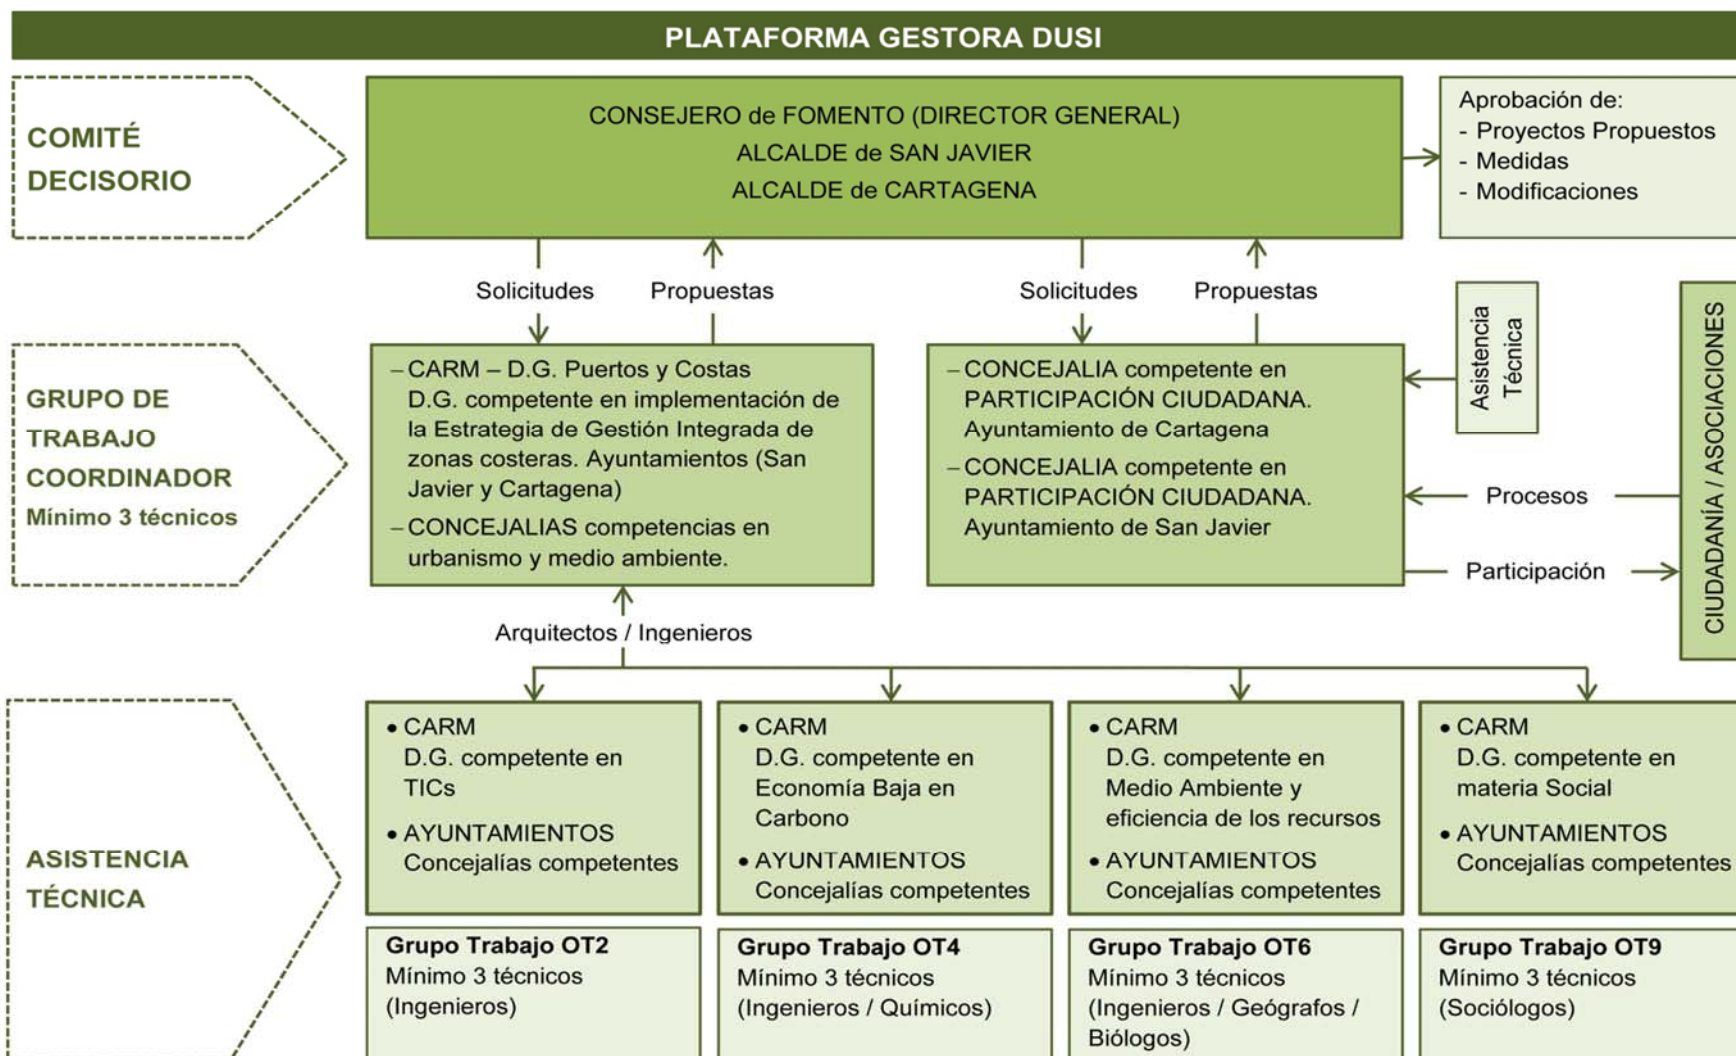 PLATAFORMA GESTORA DUSI
COMITÉ
DECISORIO
CONSEJERO de FOMENTO (DIRECTOR GENERAL)
ALCALDE de SAN JAVIER
ALCALDE de CARTAGENA
Aprobación de:
- Proyectos Propuestos
- Medidas
- Modificaciones
Solicitudes
Propuestas
Solicitudes
Propuestas
GRUPO DE
TRABAJO
COORDINADOR
Mínimo 3 técnicos
– CARM – D.G. Puertos y Costas
D.G. competente en implementación de
la Estrategia de Gestión Integrada de
zonas costeras. Ayuntamientos (San
Javier y Cartagena)
– CONCEJALIAS competencias en
urbanismo y medio ambiente.
– CONCEJALIA competente en
PARTICIPACIÓN CIUDADANA.
Ayuntamiento de Cartagena
– CONCEJALIA competente en
PARTICIPACIÓN CIUDADANA.
Ayuntamiento de San Javier
Asistencia
Técnica
Procesos
Participación
CIUDADANÍA / ASOCIACIONES
Arquitectos / Ingenieros
ASISTENCIA
TÉCNICA
• CARM
D.G. competente en
TICs
• AYUNTAMIENTOS
Concejalías competentes
• CARM
D.G. competente en
Economía Baja en
Carbono
• AYUNTAMIENTOS
Concejalías competentes
• CARM
D.G. competente en
Medio Ambiente y
eficiencia de los recursos
• AYUNTAMIENTOS
Concejalías competentes
• CARM
D.G. competente en
materia Social
• AYUNTAMIENTOS
Concejalías competentes
Grupo Trabajo OT2
Mínimo 3 técnicos
(Ingenieros)
Grupo Trabajo OT4
Mínimo 3 técnicos
(Ingenieros / Químicos)
Grupo Trabajo OT6
Mínimo 3 técnicos
(Ingenieros / Geógrafos /
Biólogos)
Grupo Trabajo OT9
Mínimo 3 técnicos
(Sociólogos)